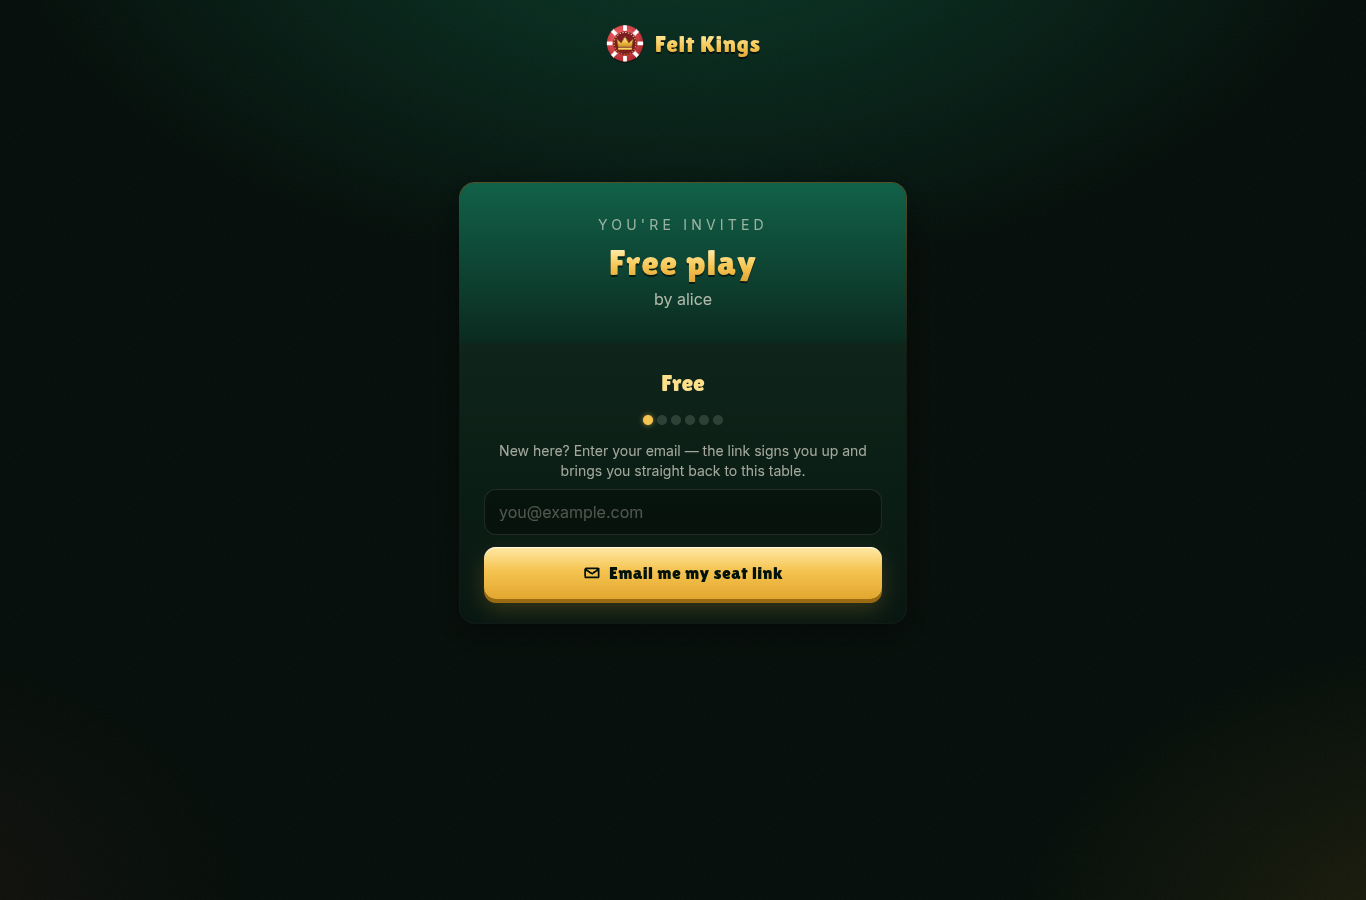 Felt Kings
YOU'RE INVITED
Free play
by alice
Free
New here? Enter your email — the link signs you up and
brings you straight back to this table.
you@example.com
Email me my seat link